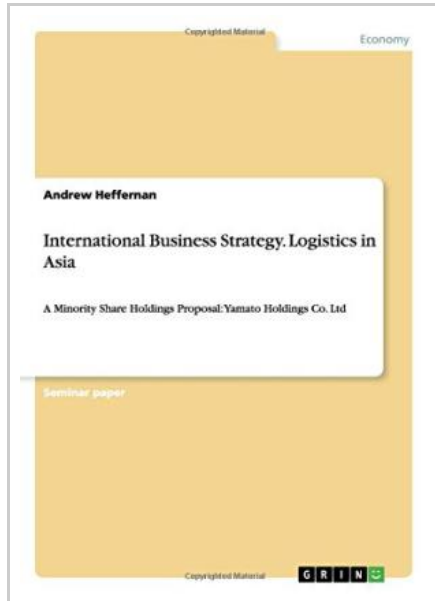 Copyrighted Material
Economy
Andrew Heffernan
International Business Strategy. Logistics in
Asia
A Minority Share Holdings Proposal: Yamato Holdings Co. Ltd
Seminar paper
Copyrighted Material
GRIN